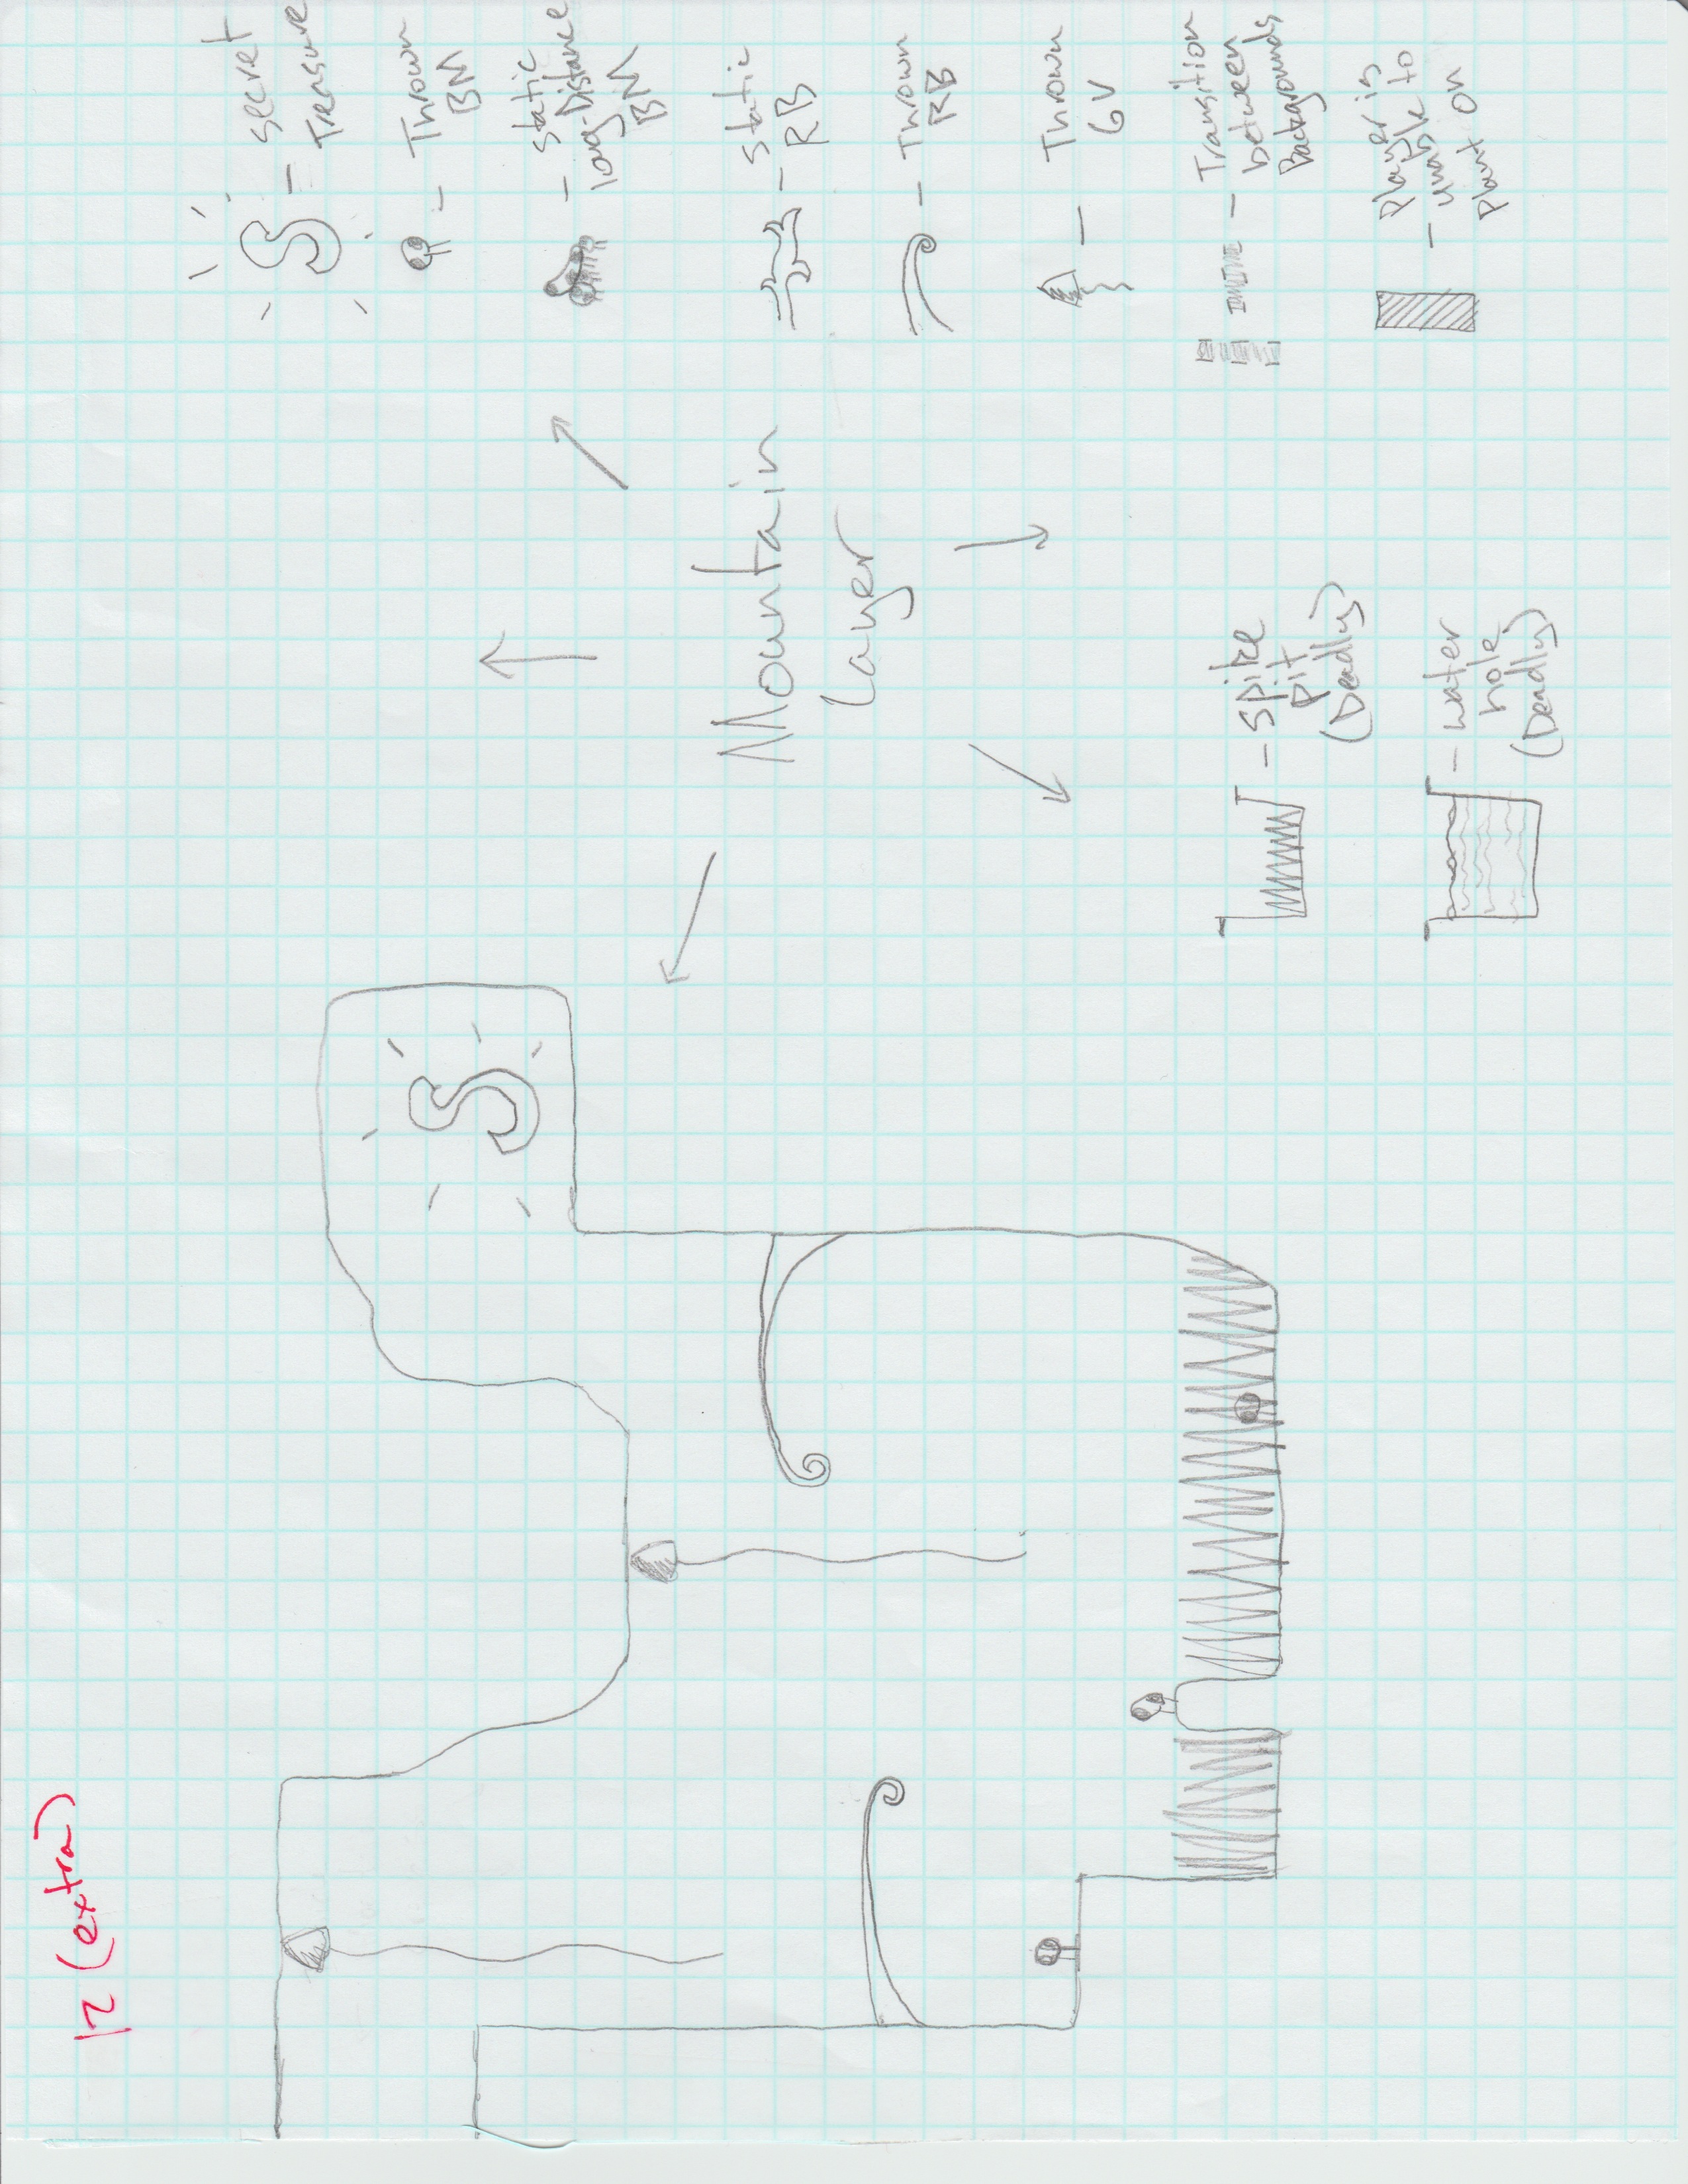 12 (extra)
S - Secret
Treasure
- Thrown
BM
- Static
long-Distance
BM
- Static
RB
- Thrown
RB
- Thrown
GV
- Transition
between
Backgrounds
Player is
- unable to
plant on
Mountain
Layer
- Spike
pit
(Deadly)
- water
hole
(Deadly)
S